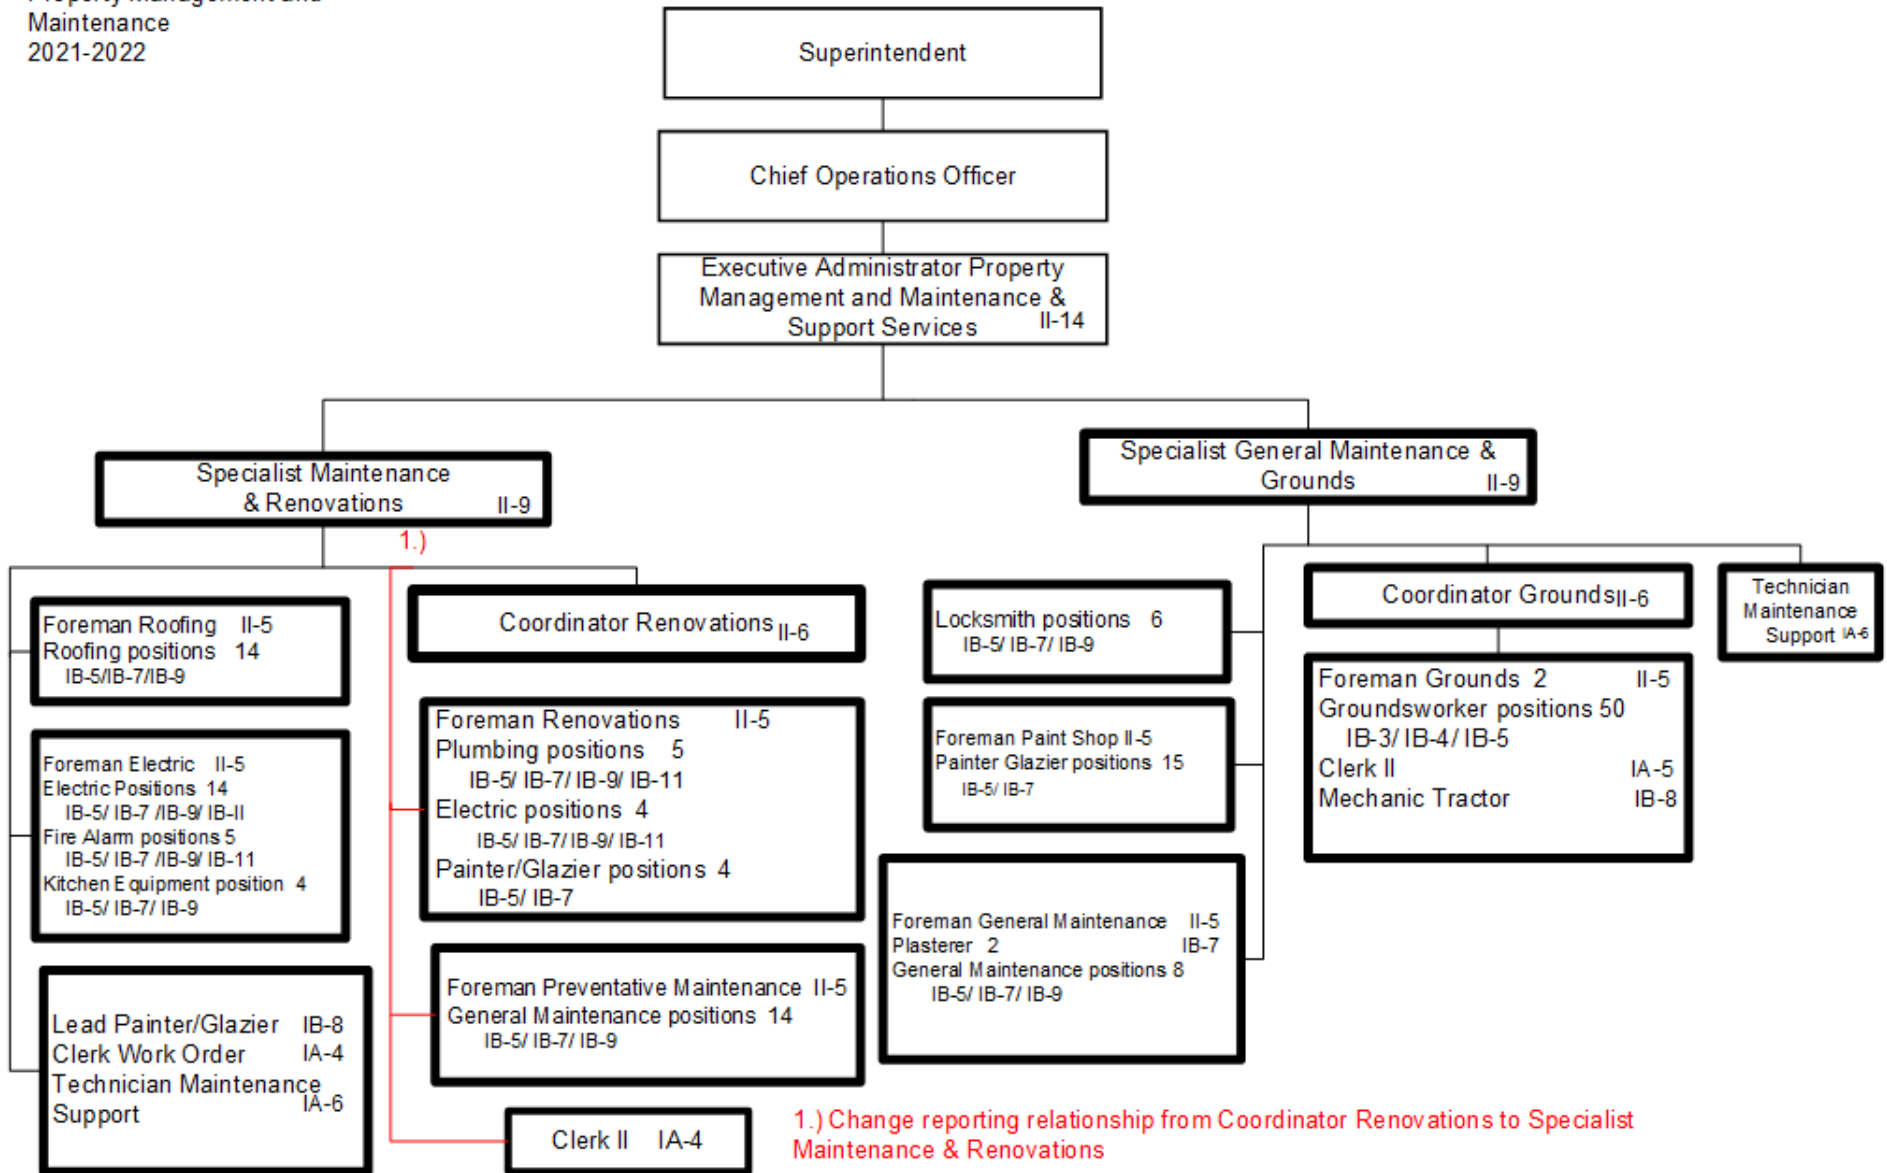 Property Management and
Maintenance
2021-2022
Superintendent
Chief Operations Officer
Executive Administrator Property
Management and Maintenance &
Support Services II-14
Specialist Maintenance
& Renovations II-9
Specialist General Maintenance &
Grounds II-9
1.)
Foreman Roofing II-5
Roofing positions 14
IB-5/IB-7/IB-9
Foreman Electric II-5
Electric Positions 14
IB-5/ IB-7 /IB-9/ IB-II
Fire Alarm positions 5
IB-5/ IB-7 /IB-9/ IB-11
Kitchen Equipment position 4
IB-5/ IB-7/ IB-9
Lead Painter/Glazier IB-8
Clerk Work Order IA-4
Technician Maintenance
Support IA-6
Coordinator Renovations II-6
Foreman Renovations II-5
Plumbing positions 5
IB-5/ IB-7/ IB-9/ IB-11
Electric positions 4
IB-5/ IB-7/ IB-9/ IB-11
Painter/Glazier positions 4
IB-5/ IB-7
Foreman Preventative Maintenance II-5
General Maintenance positions 14
IB-5/ IB-7/ IB-9
Clerk II IA-4
Locksmith positions 6
IB-5/ IB-7/ IB-9
Foreman Paint Shop II-5
Painter Glazier positions 15
IB-5/ IB-7
Foreman General Maintenance II-5
Plasterer 2 IB-7
General Maintenance positions 8
IB-5/ IB-7/ IB-9
Coordinator Grounds II-6
Foreman Grounds 2 II-5
Groundsworker positions 50
IB-3/ IB-4/ IB-5
Clerk II IA-5
Mechanic Tractor IB-8
Technician
Maintenance
Support IA-6
1.) Change reporting relationship from Coordinator Renovations to Specialist
Maintenance & Renovations